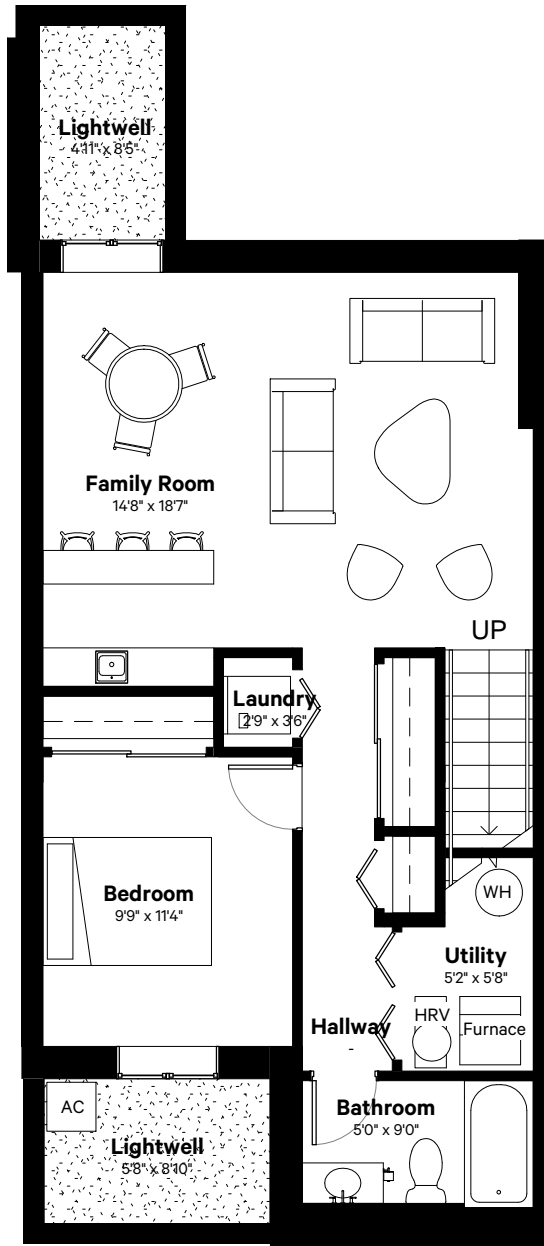 Lightwell
4'11" x 8'5"
Family Room
14'8" x 18'7"
UP
Laundry
2'9" x 3'6"
Bedroom
9'9" x 11'4"
WH
Utility
5'2" x 5'8"
HRV
Furnace
Hallway
-
AC
Bathroom
5'0" x 9'0"
Lightwell
5'8" x 8'10"